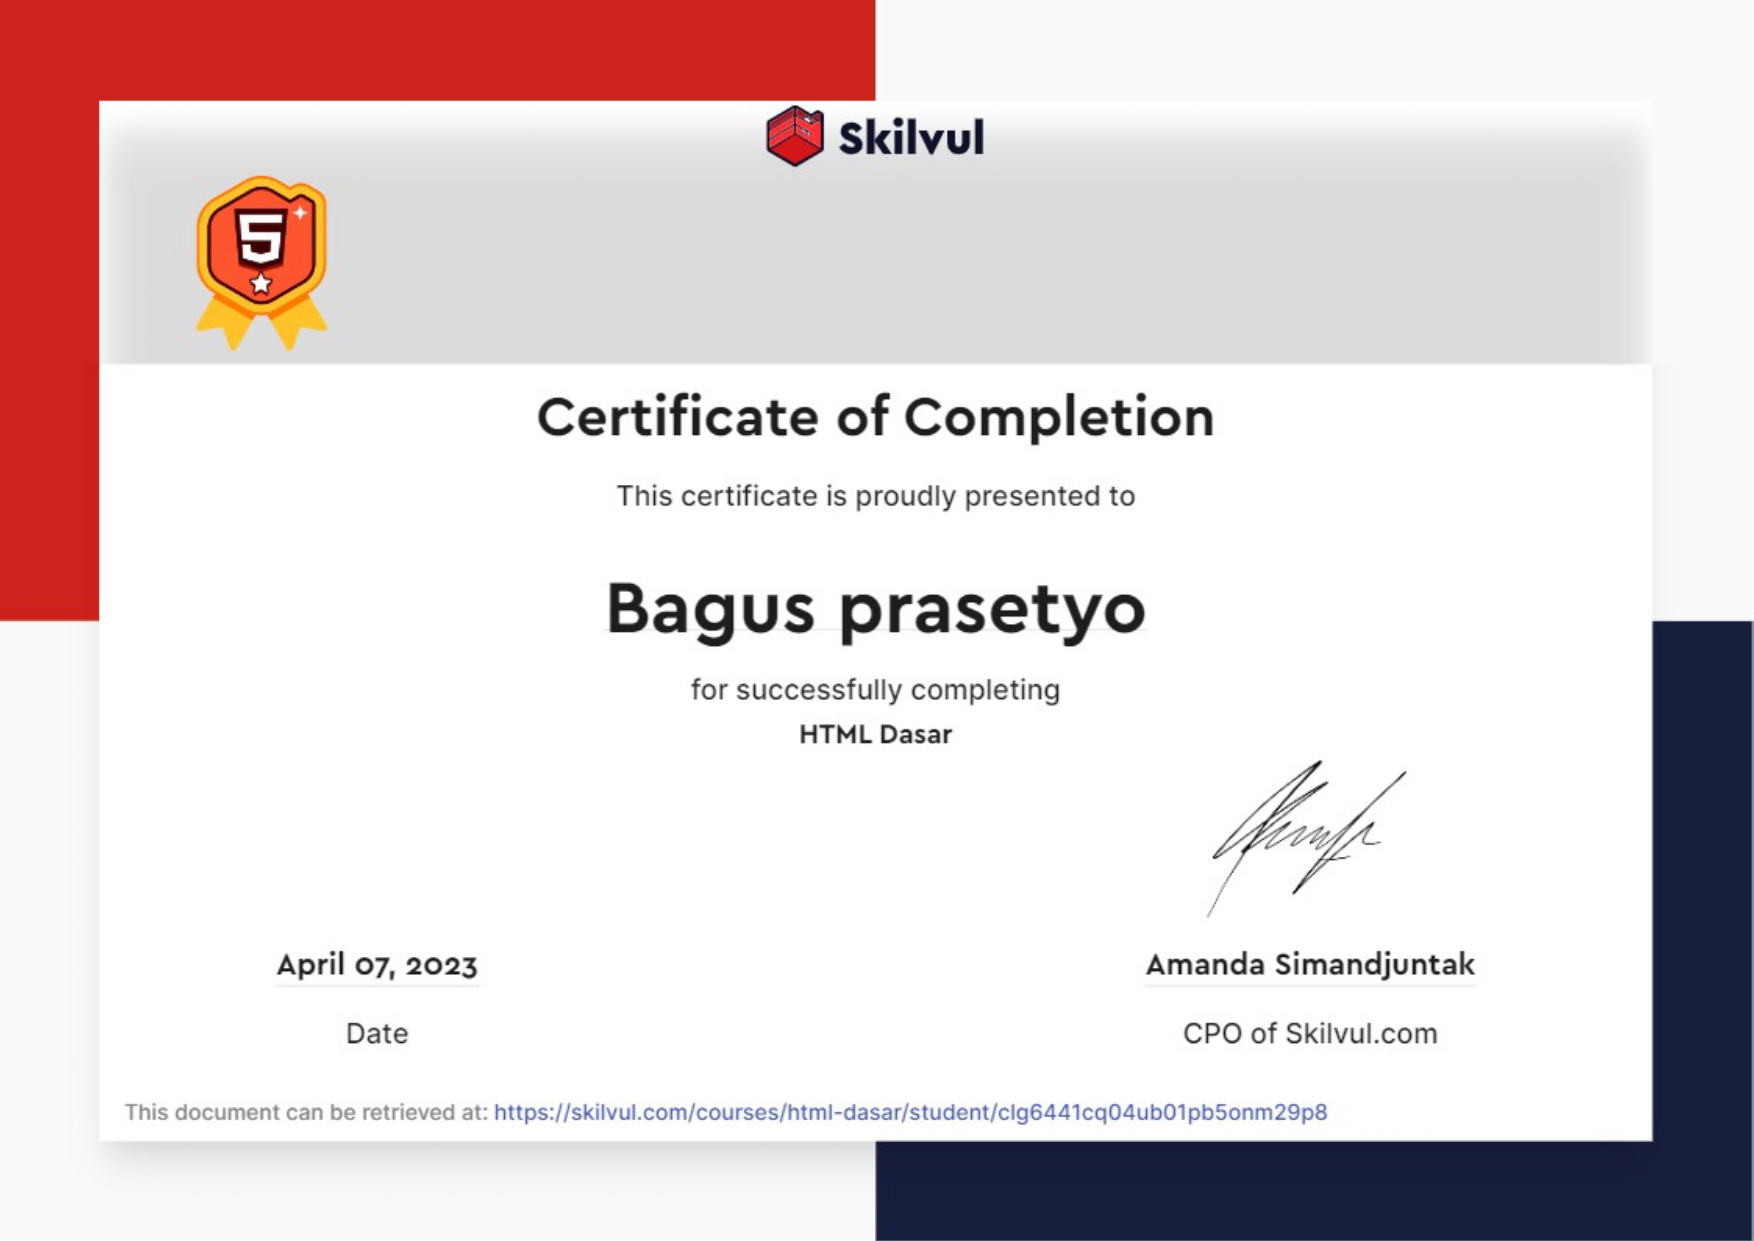 Skilvul
5
Certificate of Completion
This certificate is proudly presented to
Bagus prasetyo
for successfully completing
HTML Dasar
April 07, 2023
Amanda Simandjuntak
Date
CPO of Skilvul.com
This document can be retrieved at: https://skilvul.com/courses/html-dasar/student/clg6441cq04ub01pb5onm29p8